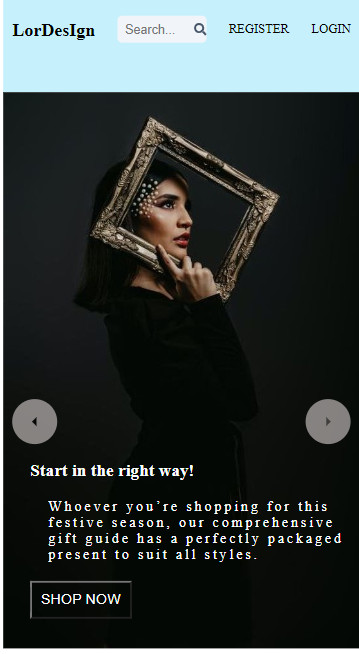 LorDesIgn Search... REGISTER LOGIN
Start in the right way!
Whoever you’re shopping for this
festive season, our comprehensive
gift guide has a perfectly packaged
present to suit all styles.
SHOP NOW